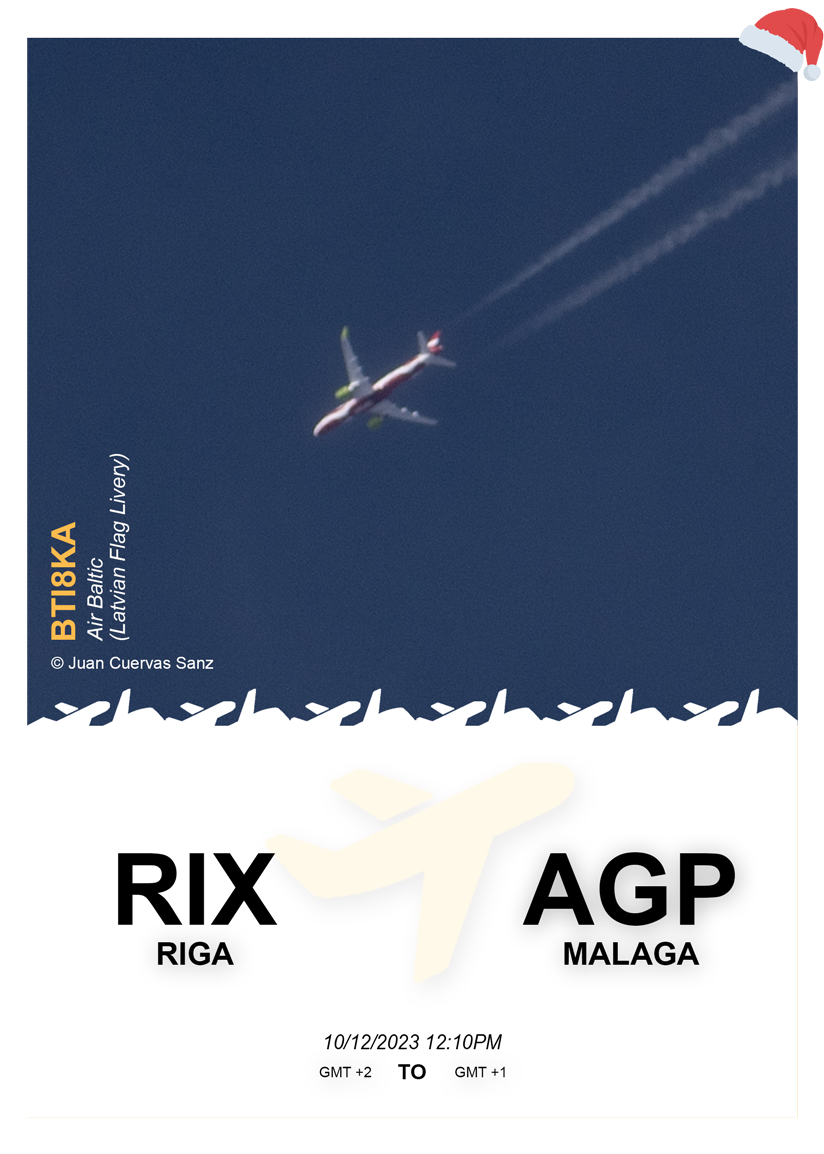 BTI8KA
Air Baltic
(Latvian Flag Livery)
© Juan Cuervas Sanz
RIX
RIGA
AGP
MALAGA
10/12/2023 12:10PM
GMT +2 TO GMT +1